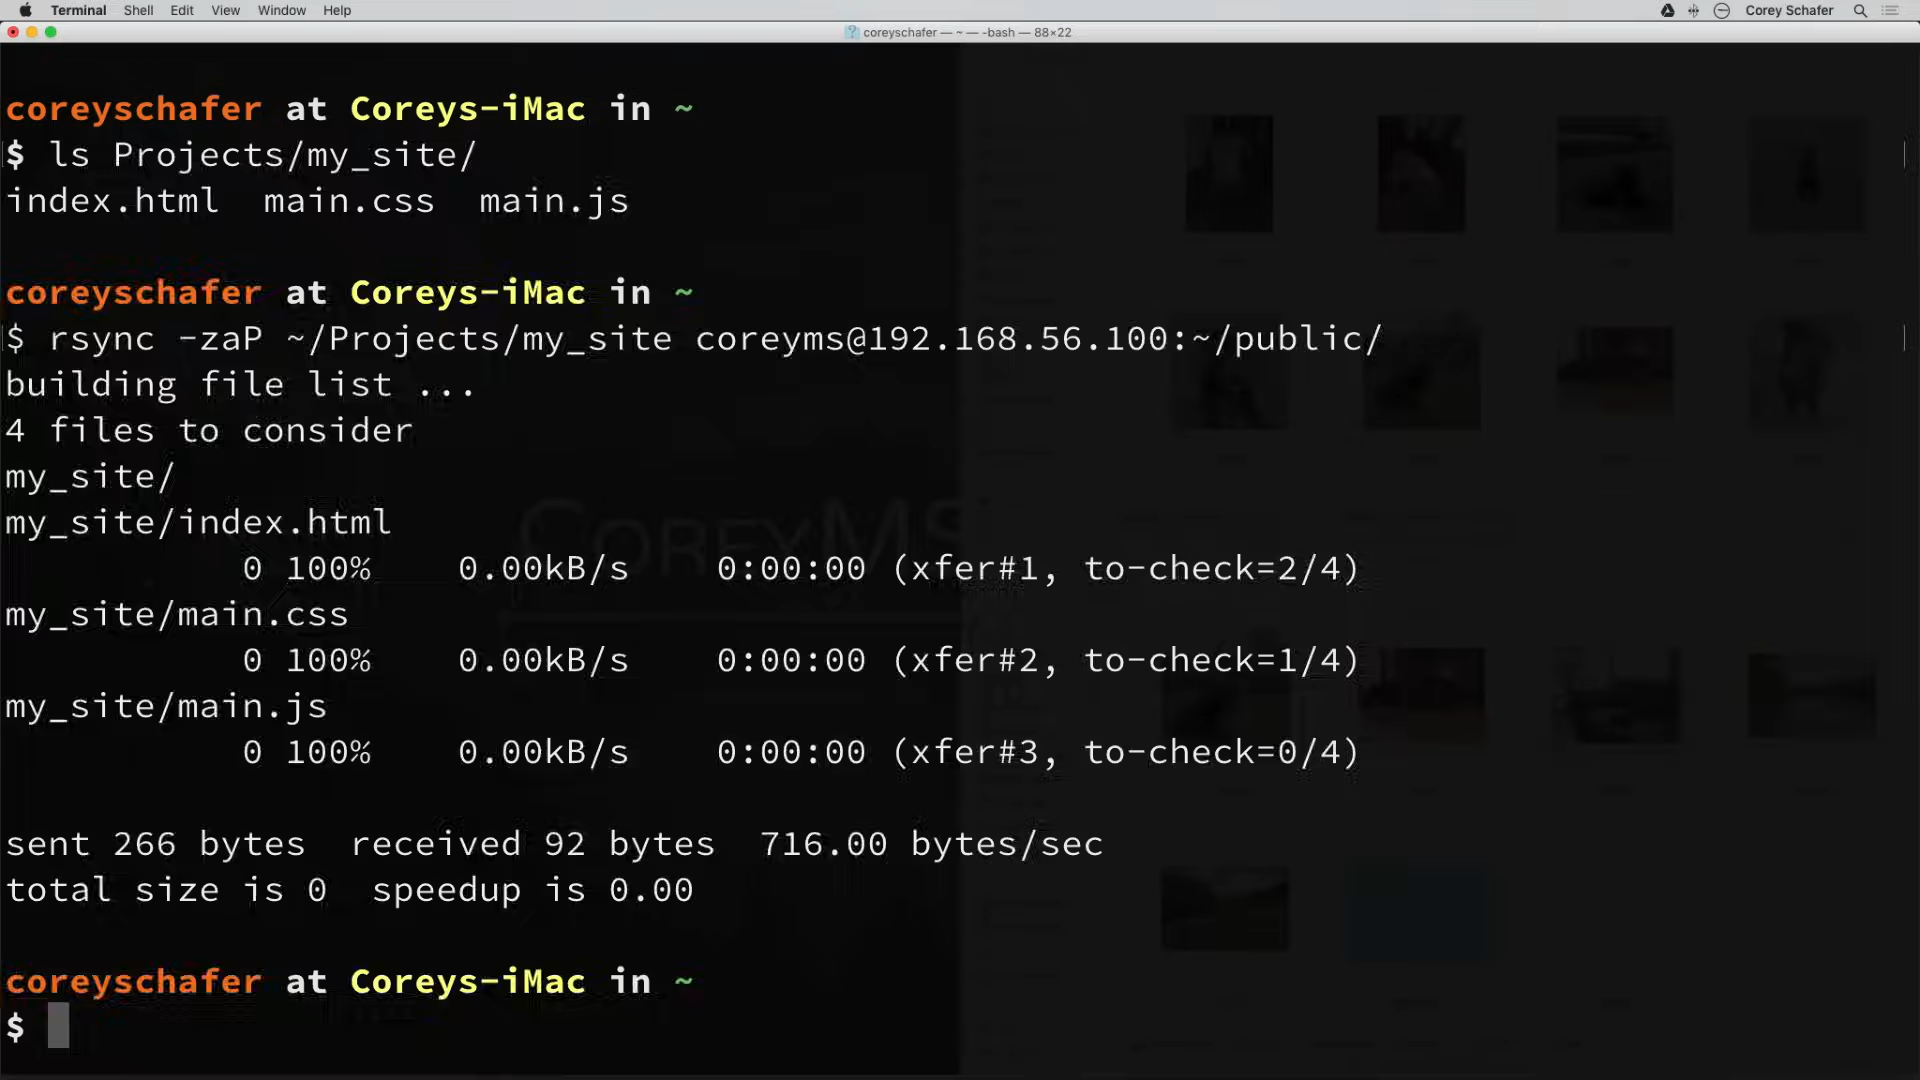 Terminal Shell Edit View Window Help Corey Schafer
coreyschafer — ~ — -bash — 88×22
coreyschafer at Coreys-iMac in ~
$ ls Projects/my_site/
index.html  main.css  main.js
coreyschafer at Coreys-iMac in ~
$ rsync -zaP ~/Projects/my_site coreyms@192.168.56.100:~/public/
building file list ...
4 files to consider
my_site/
my_site/index.html
0 100%    0.00kB/s    0:00:00 (xfer#1, to-check=2/4)
my_site/main.css
0 100%    0.00kB/s    0:00:00 (xfer#2, to-check=1/4)
my_site/main.js
0 100%    0.00kB/s    0:00:00 (xfer#3, to-check=0/4)
COREYMS
sent 266 bytes  received 92 bytes  716.00 bytes/sec
total size is 0  speedup is 0.00
coreyschafer at Coreys-iMac in ~
$